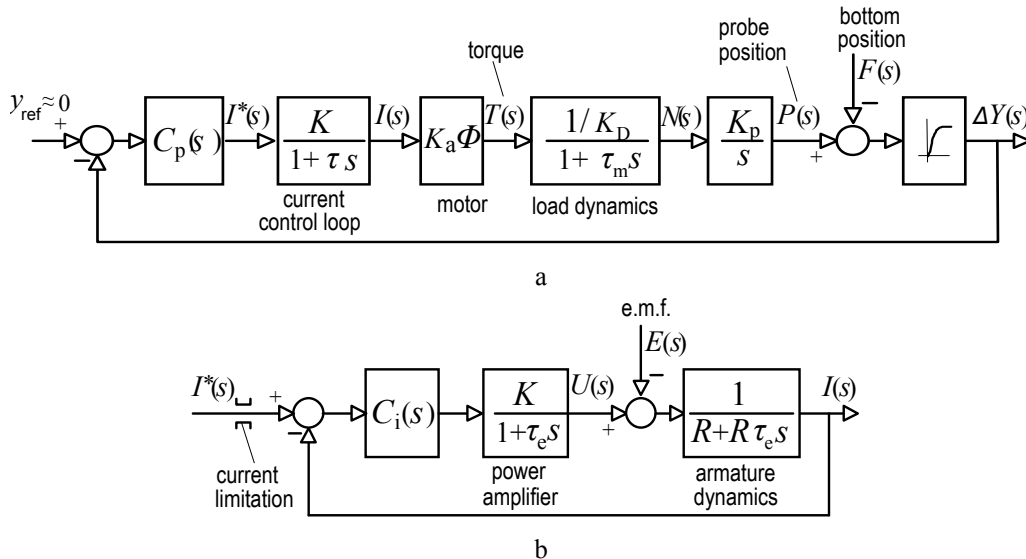 probe position
bottom position
torque
y_ref ≈ 0
+
−
C_p(s)
I*(s)
K / 1+ τ s
I(s)
K_a Φ
T(s)
1/ K_D / 1+ τ_m s
N(s)
K_p / s
P(s)
+
−
F(s)
ΔY(s)
current control loop
motor
load dynamics
a
e.m.f.
E(s)
I*(s)
+
−
C_i(s)
K / 1+τ_e s
U(s)
+
−
1 / R+R τ_e s
I(s)
current limitation
power amplifier
armature dynamics
b